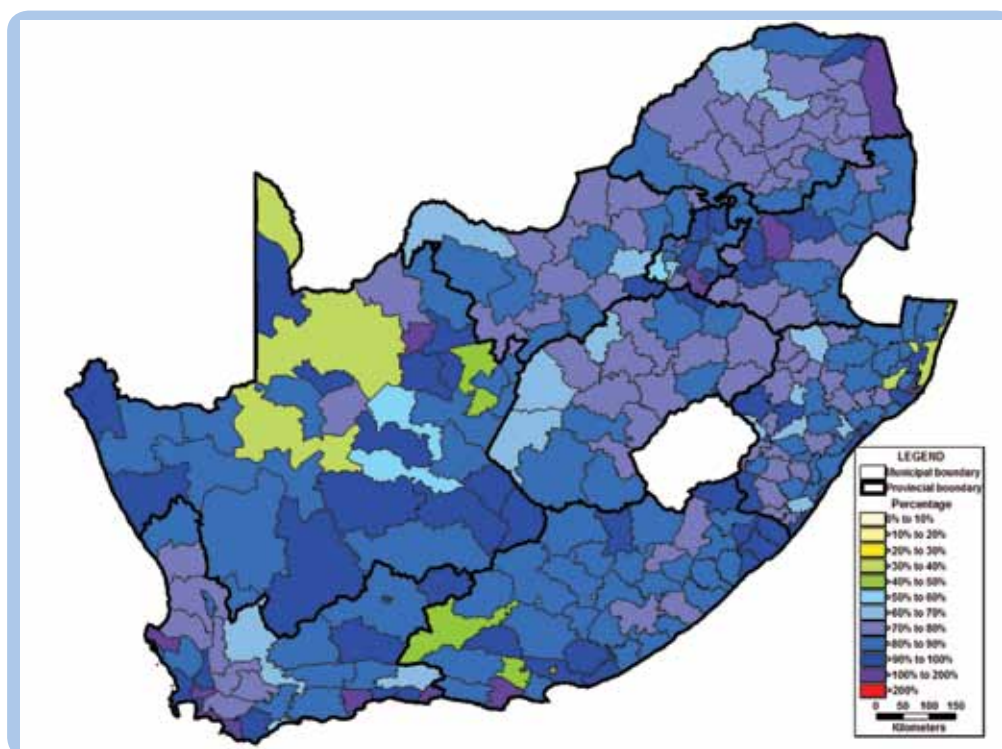 LEGEND
Municipal boundary
Provincial boundary
Percentage
0% to 10%
>10% to 20%
>20% to 30%
>30% to 40%
>40% to 50%
>50% to 60%
>60% to 70%
>70% to 80%
>80% to 90%
>90% to 100%
>100% to 200%
>200%
0 50 100 150
Kilometers